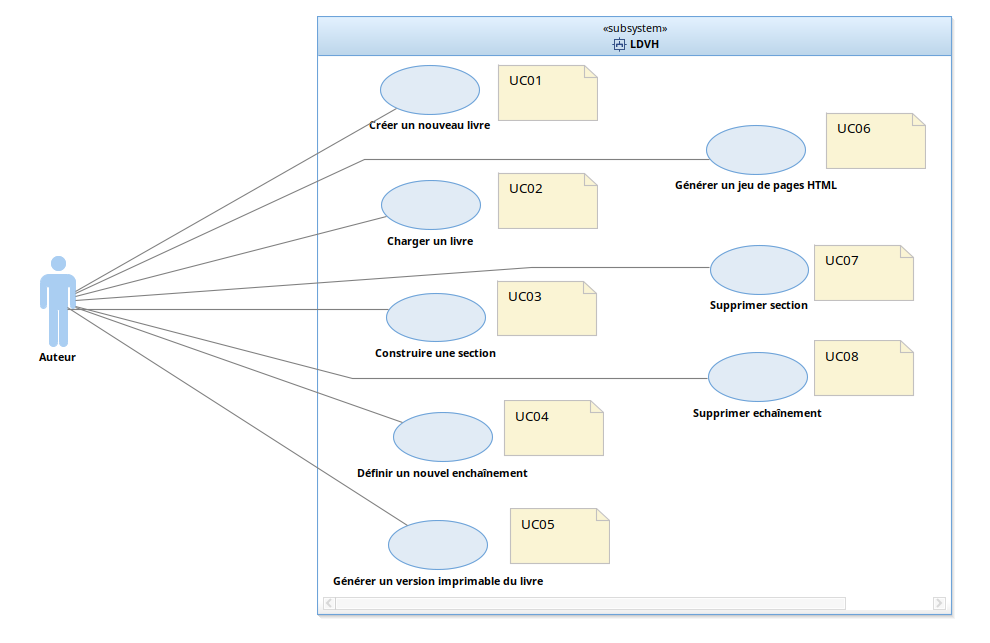 «subsystem»
LDVH
UC01
Créer un nouveau livre
UC06
Générer un jeu de pages HTML
UC02
Charger un livre
UC07
Supprimer section
UC03
Construire une section
Auteur
UC08
Supprimer echaînement
UC04
Définir un nouvel enchaînement
UC05
Générer un version imprimable du livre